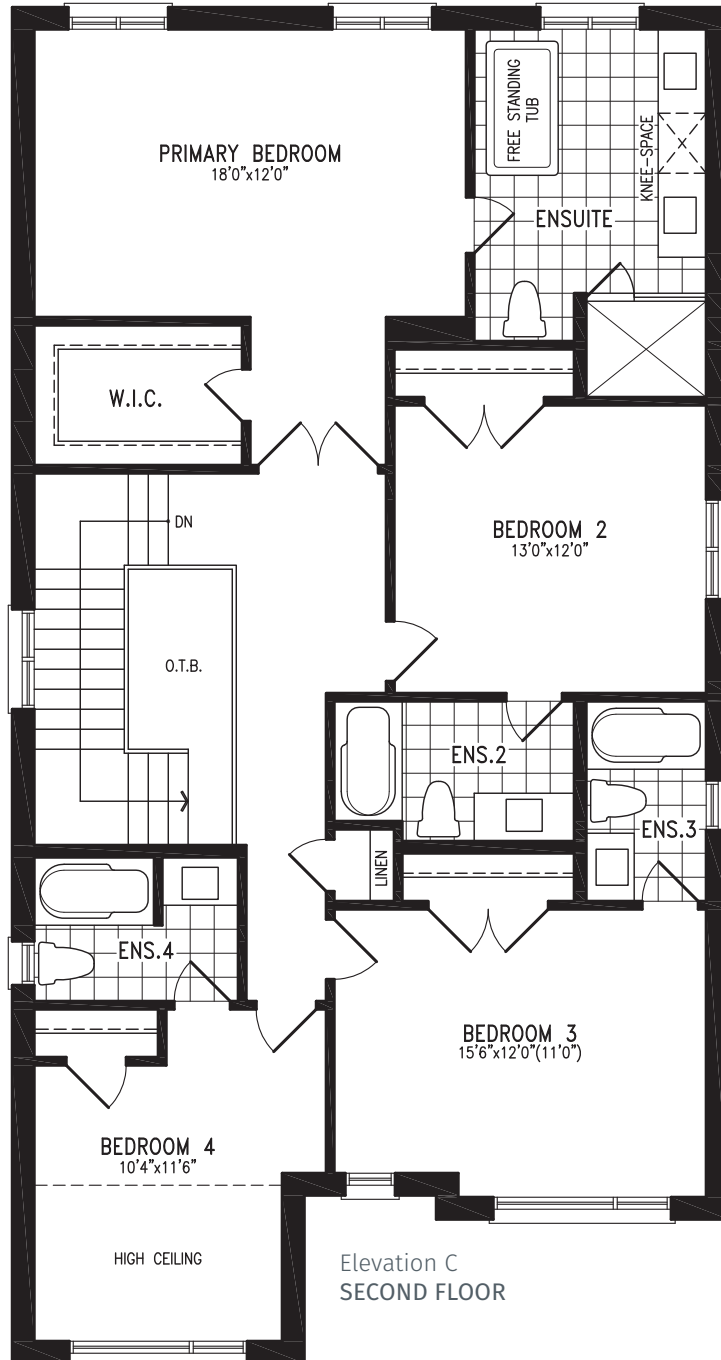 PRIMARY BEDROOM
18'0"x12'0"
FREE STANDING
TUB
KNEE-SPACE
ENSUITE
W.I.C.
DN
BEDROOM 2
13'0"x12'0"
O.T.B.
ENS.2
ENS.3
LINEN
ENS.4
BEDROOM 3
15'6"x12'0"(11'0")
BEDROOM 4
10'4"x11'6"
HIGH CEILING
Elevation C
SECOND FLOOR